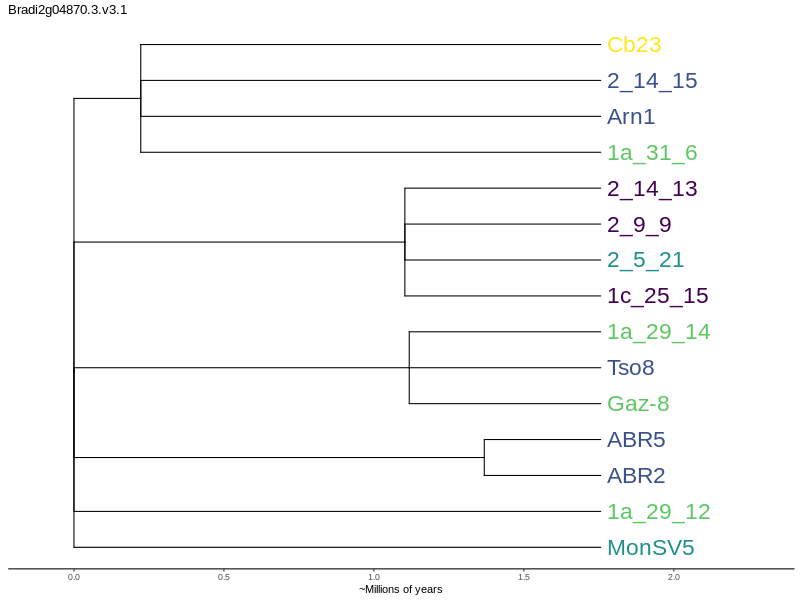 Bradi2g04870.3.v3.1
Cb23
2_14_15
Arn1
1a_31_6
2_14_13
2_9_9
2_5_21
1c_25_15
1a_29_14
Tso8
Gaz-8
ABR5
ABR2
1a_29_12
MonSV5
0.0 0.5 1.0 1.5 2.0
~Millions of years